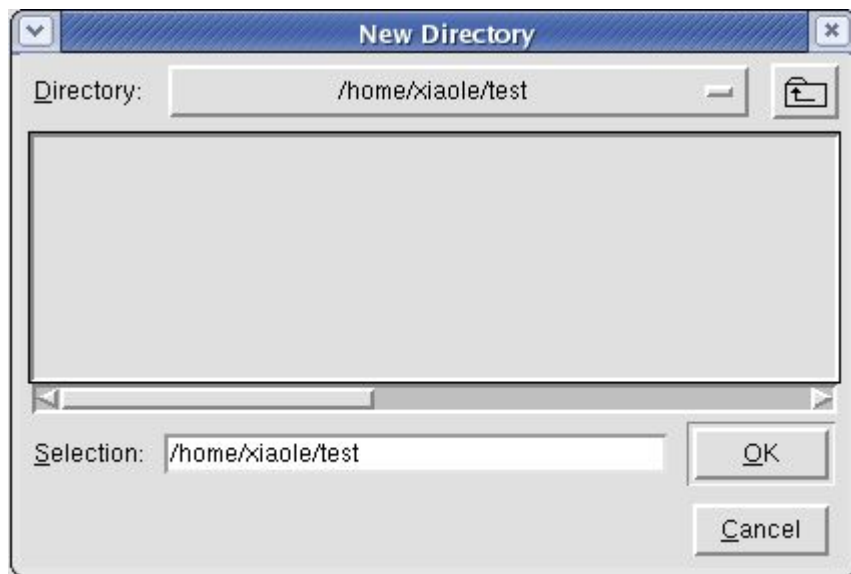 New Directory
Directory: /home/xiaole/test
Selection: /home/xiaole/test
OK
Cancel